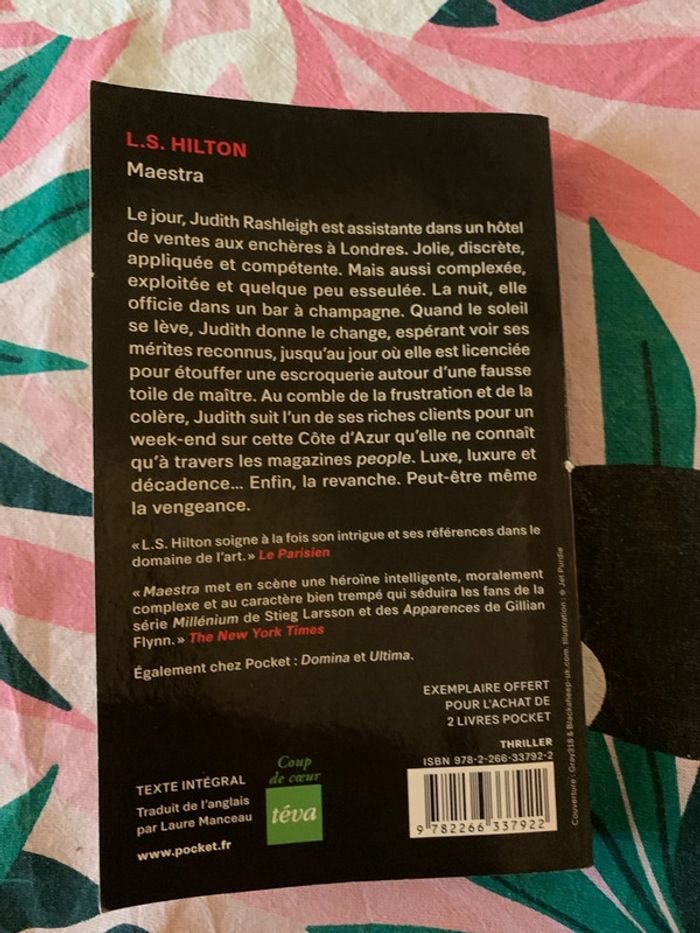 L.S. HILTON
Maestra
Le jour, Judith Rashleigh est assistante dans un hôtel
de ventes aux enchères à Londres. Jolie, discrète,
appliquée et compétente. Mais aussi complexée,
exploitée et quelque peu esseulée. La nuit, elle
officie dans un bar à champagne. Quand le soleil
se lève, Judith donne le change, espérant voir ses
mérites reconnus, jusqu'au jour où elle est licenciée
pour étouffer une escroquerie autour d'une fausse
toile de maître. Au comble de la frustration et de la
colère, Judith suit l'un de ses riches clients pour un
week-end sur cette Côte d'Azur qu'elle ne connaît
qu'à travers les magazines people. Luxe, luxure et
décadence... Enfin, la revanche. Peut-être même
la vengeance.
« L.S. Hilton soigne à la fois son intrigue et ses références dans le
domaine de l'art. » Le Parisien
« Maestra met en scène une héroïne intelligente, moralement
complexe et au caractère bien trempé qui séduira les fans de la
série Millénium de Stieg Larsson et des Apparences de Gillian
Flynn. » The New York Times
Également chez Pocket : Domina et Ultima.
EXEMPLAIRE OFFERT
POUR L'ACHAT DE
2 LIVRES POCKET
THRILLER
ISBN 978-2-266-33792-2
9 782266 337922
TEXTE INTÉGRAL
Traduit de l'anglais
par Laure Manceau
www.pocket.fr
Coup
de cœur
téva
Couverture : Gray318 & Blacksheep-uk.com. Illustration : © Jet Purdie